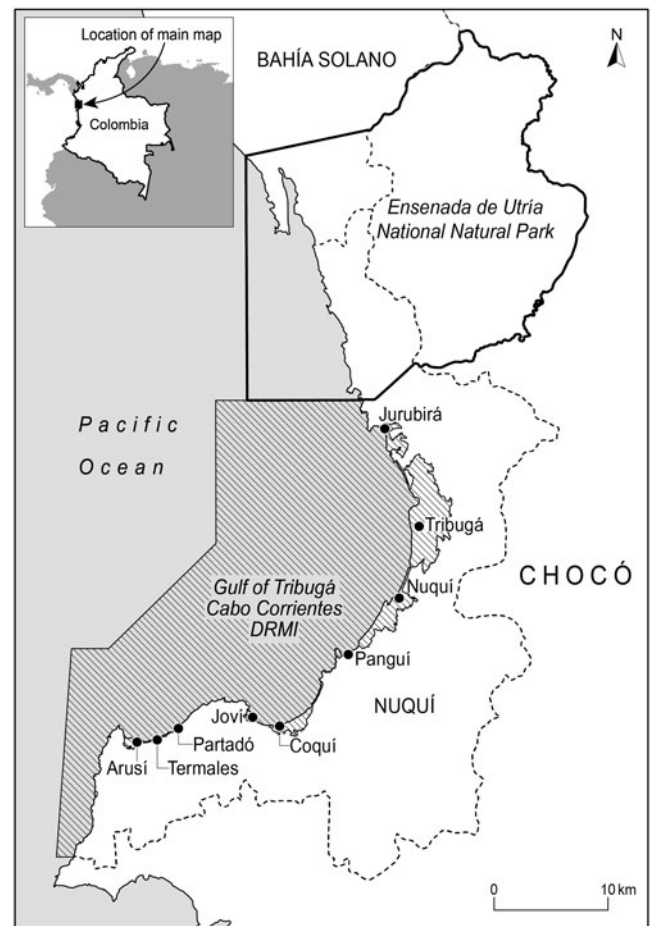 Location of main map
Colombia
BAHÍA SOLANO
N
Ensenada de Utría
National Natural Park
Pacific
Ocean
Jurubirá
Tribugá
CHOCÓ
Gulf of Tribugá
Cabo Corrientes
DRMI
Nuquí
Panguí
NUQUÍ
Joví
Coquí
Partadó
Termales
Arusí
0 10 km